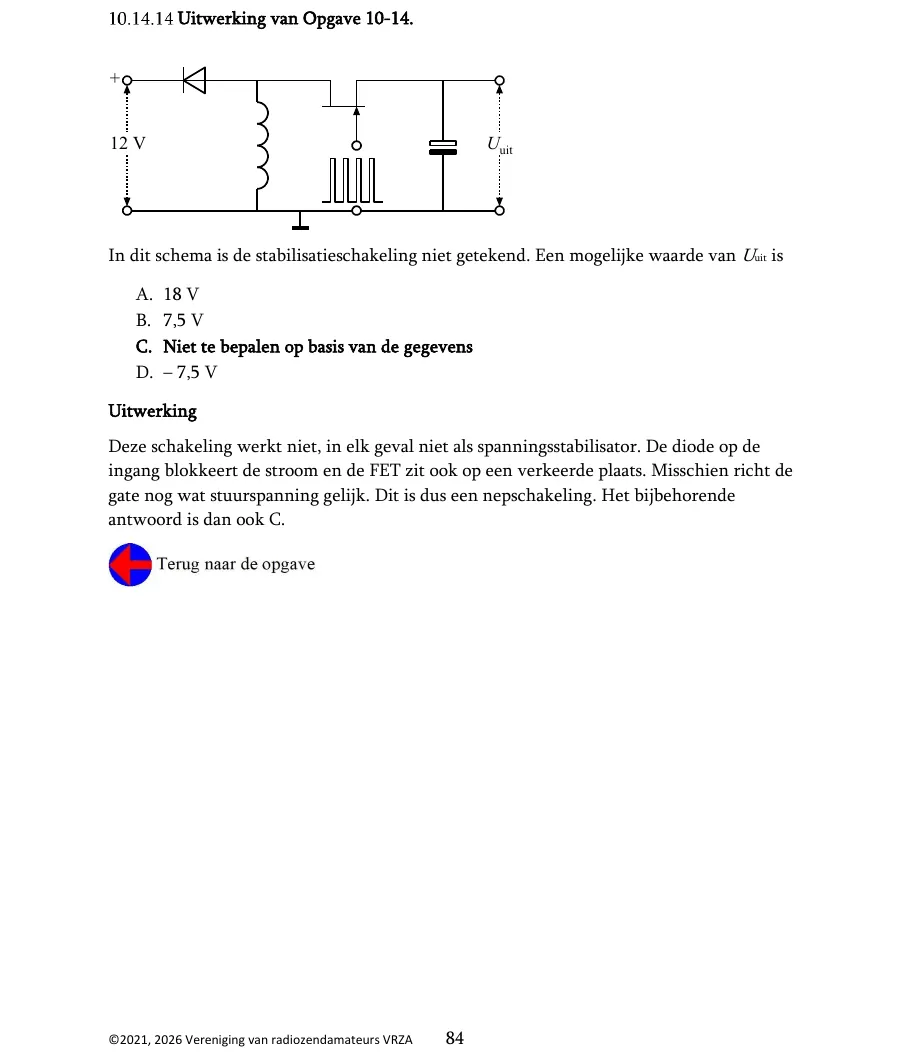 10.14.14 Uitwerking van Opgave 10-14.
+
12 V
Uuit
In dit schema is de stabilisatieschakeling niet getekend. Een mogelijke waarde van Uuit is
A. 18 V
B. 7,5 V
C. Niet te bepalen op basis van de gegevens
D. – 7,5 V
Uitwerking
Deze schakeling werkt niet, in elk geval niet als spanningsstabilisator. De diode op de
ingang blokkeert de stroom en de FET zit ook op een verkeerde plaats. Misschien richt de
gate nog wat stuurspanning gelijk. Dit is dus een nepschakeling. Het bijbehorende
antwoord is dan ook C.
Terug naar de opgave
©2021, 2026 Vereniging van radiozendamateurs VRZA 84